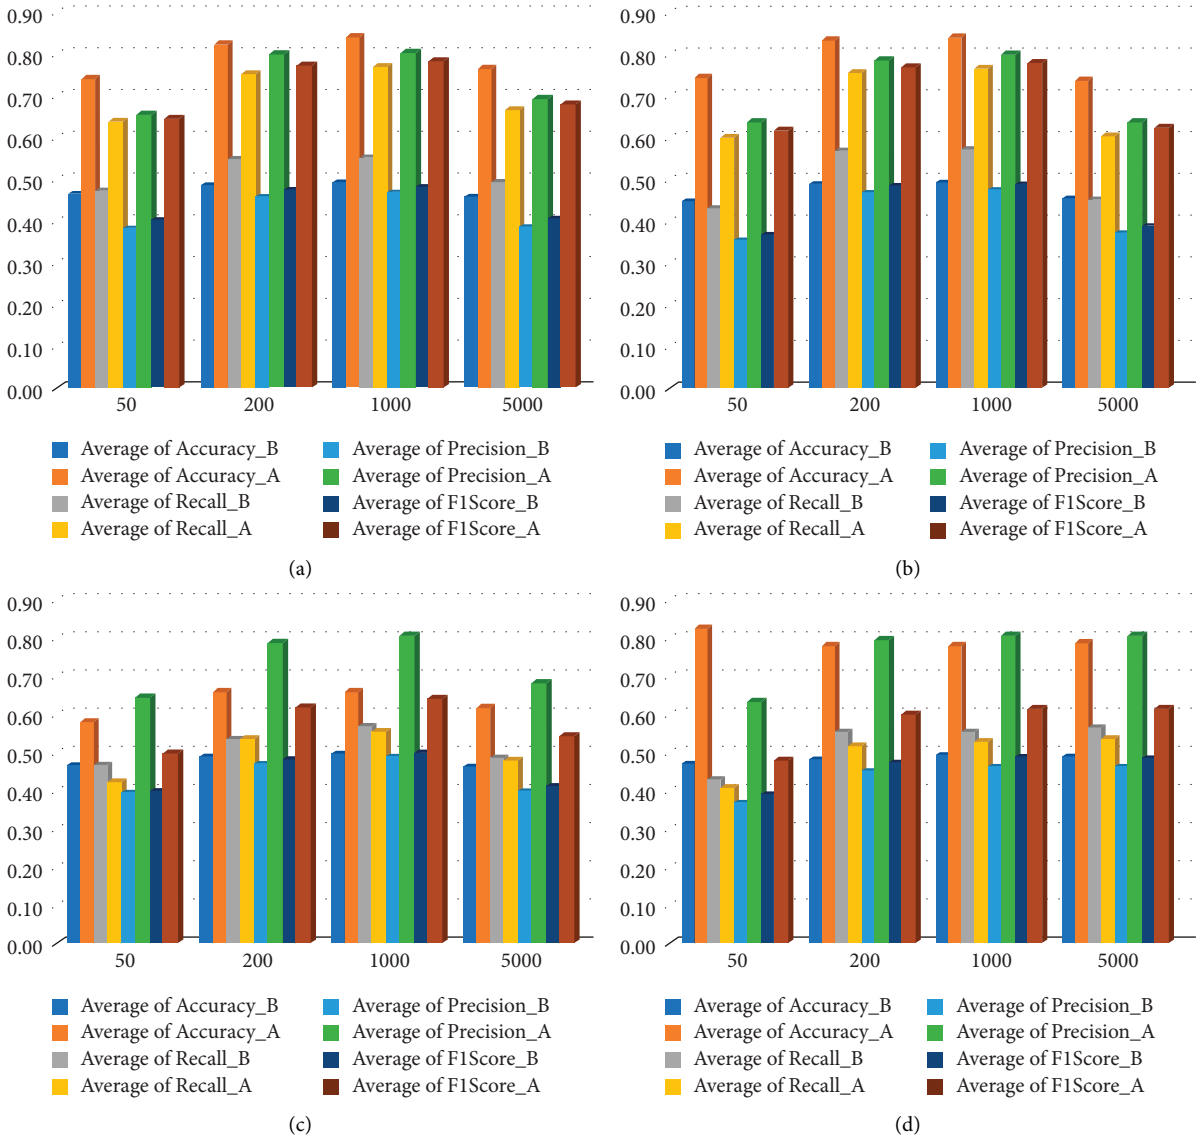 0.90
0.80
0.70
0.60
0.50
0.40
0.30
0.20
0.10
0.00
50 200 1000 5000
Average of Accuracy_B Average of Precision_B
Average of Accuracy_A Average of Precision_A
Average of Recall_B Average of F1Score_B
Average of Recall_A Average of F1Score_A
(a)
0.90
0.80
0.70
0.60
0.50
0.40
0.30
0.20
0.10
0.00
50 200 1000 5000
Average of Accuracy_B Average of Precision_B
Average of Accuracy_A Average of Precision_A
Average of Recall_B Average of F1Score_B
Average of Recall_A Average of F1Score_A
(b)
0.90
0.80
0.70
0.60
0.50
0.40
0.30
0.20
0.10
0.00
50 200 1000 5000
Average of Accuracy_B Average of Precision_B
Average of Accuracy_A Average of Precision_A
Average of Recall_B Average of F1Score_B
Average of Recall_A Average of F1Score_A
(c)
0.90
0.80
0.70
0.60
0.50
0.40
0.30
0.20
0.10
0.00
50 200 1000 5000
Average of Accuracy_B Average of Precision_B
Average of Accuracy_A Average of Precision_A
Average of Recall_B Average of F1Score_B
Average of Recall_A Average of F1Score_A
(d)